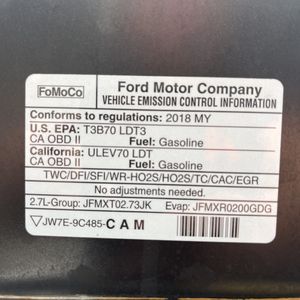 FoMoCo
Ford Motor Company
VEHICLE EMISSION CONTROL INFORMATION
Conforms to regulations: 2018 MY
U.S. EPA: T3B70 LDT3
CA OBD II Fuel: Gasoline
California: ULEV70 LDT
CA OBD II Fuel: Gasoline
TWC/DFI/SFI/WR-HO2S/HO2S/TC/CAC/EGR
No adjustments needed.
2.7L-Group: JFMXT02.73JK Evap: JFMXR0200GDG
JW7E-9C485-C A M